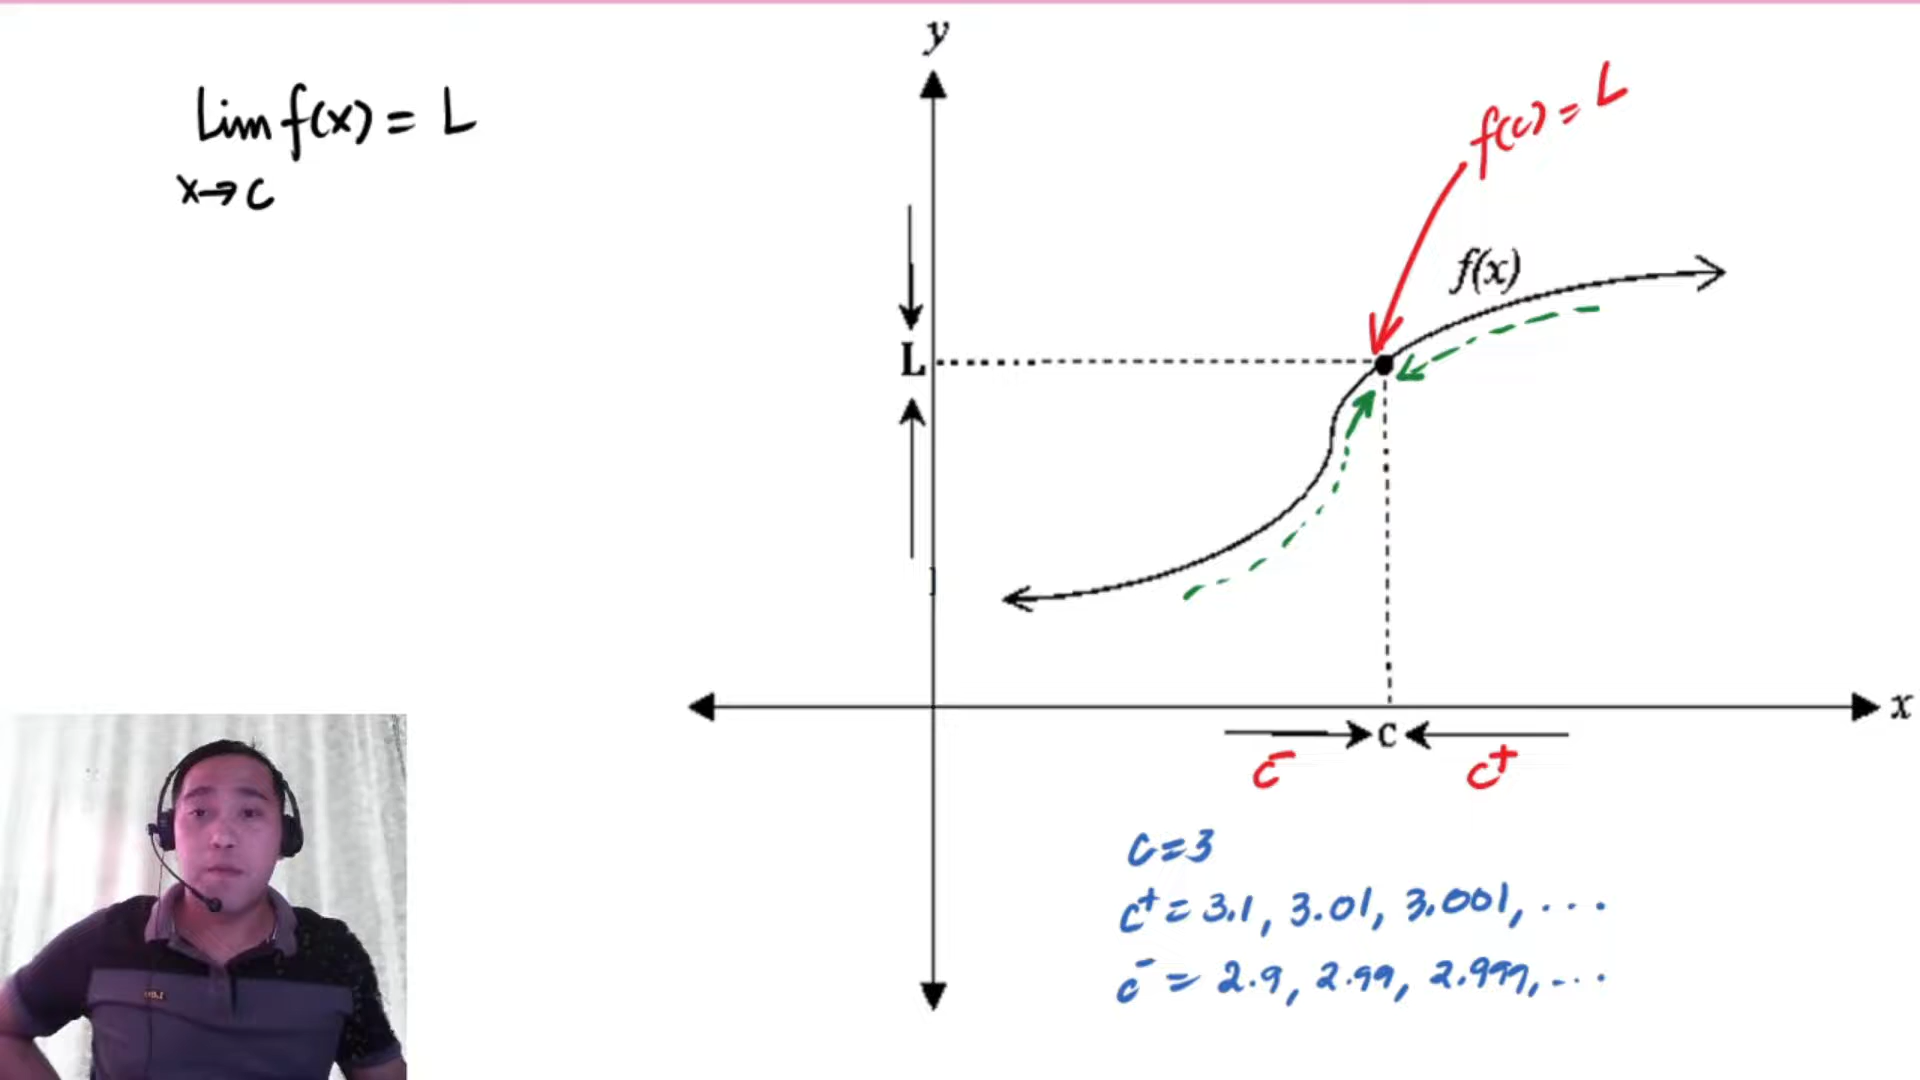 Lim f(x) = L
x→c
y
f(c) = L
f(x)
L
x
c
c⁻
c⁺
c=3
c⁺ = 3.1, 3.01, 3.001, ...
c⁻ = 2.9, 2.99, 2.999, ...